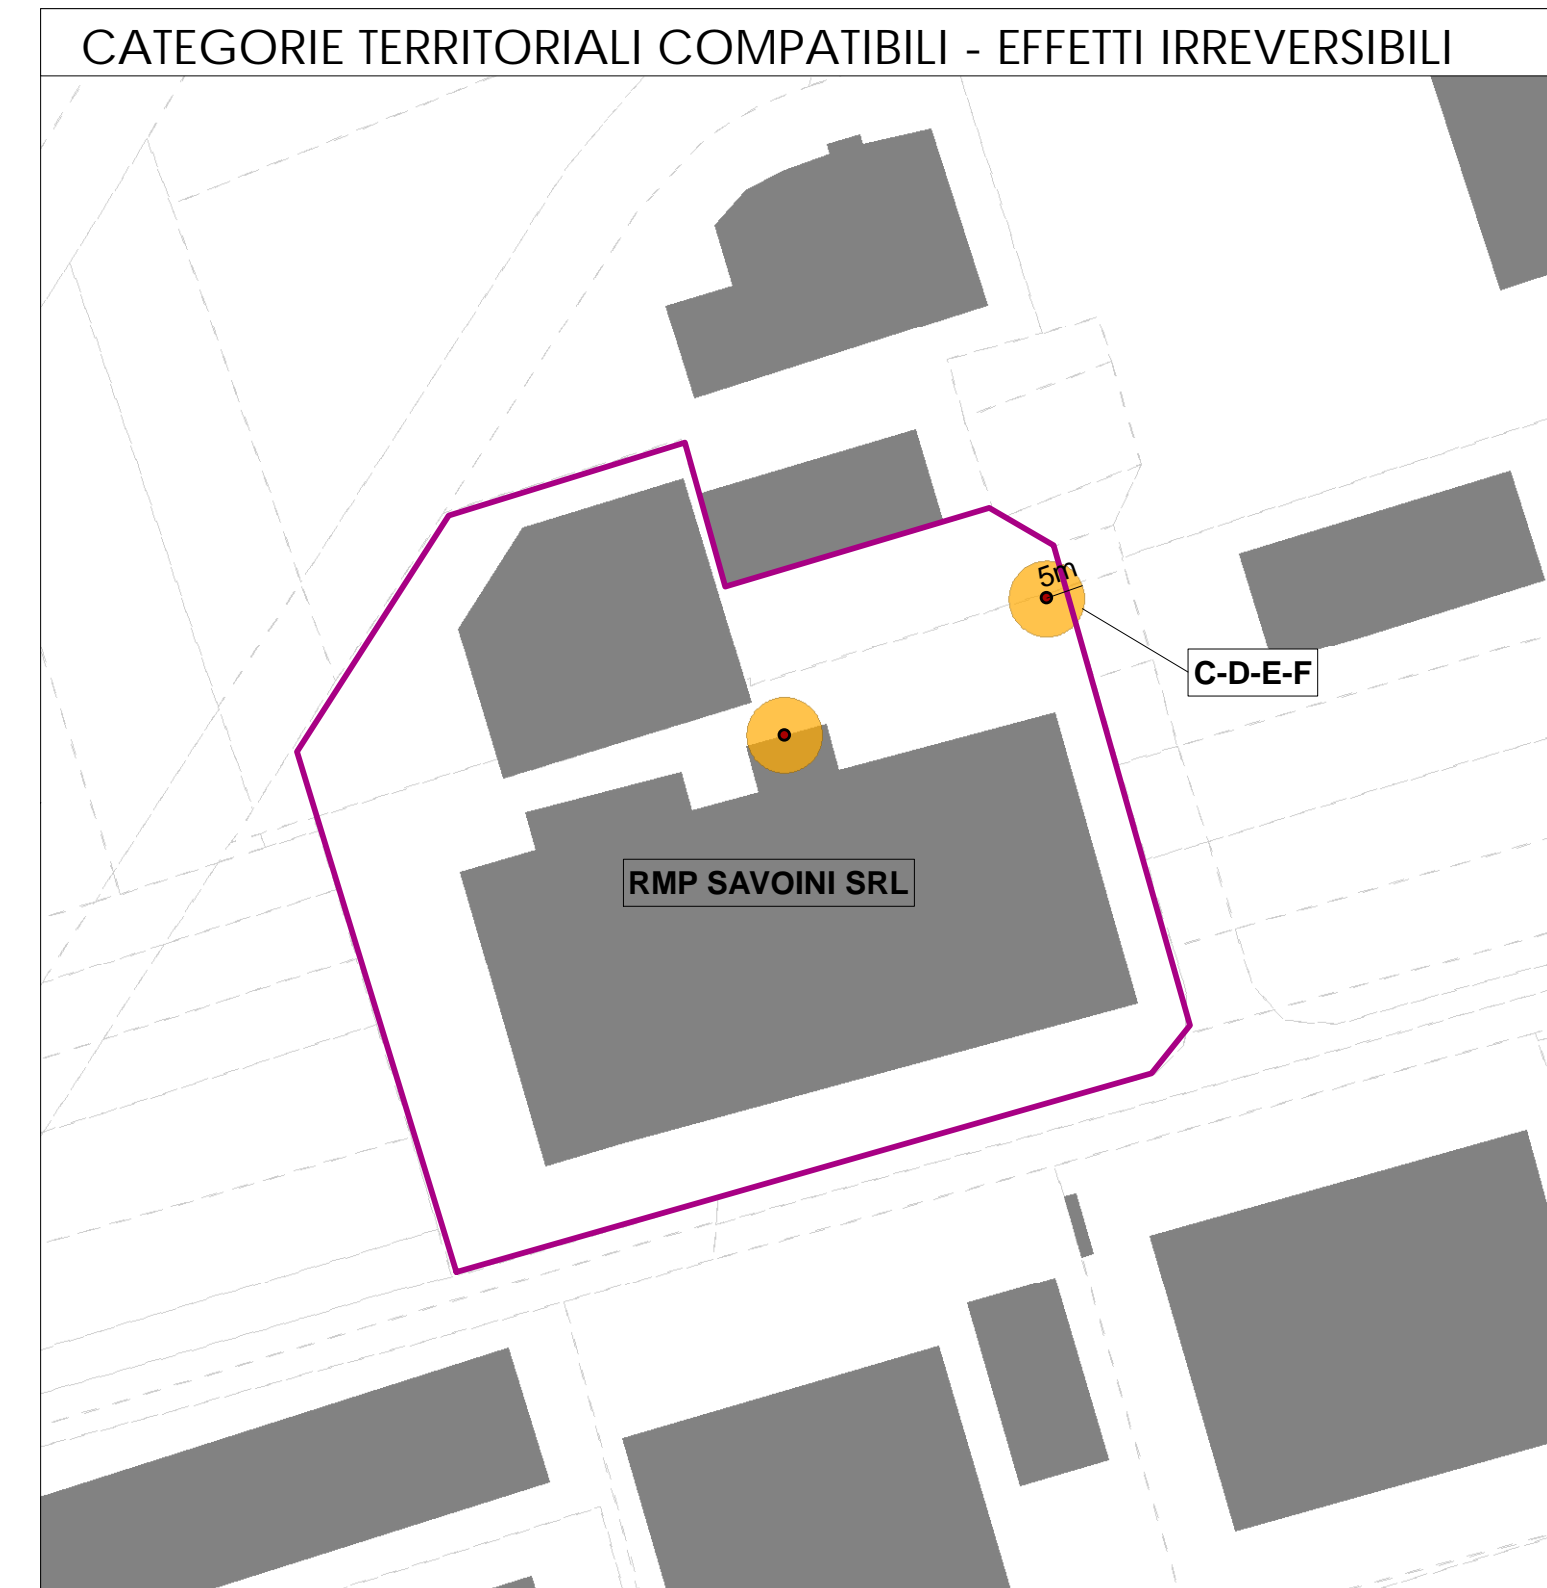 CATEGORIE TERRITORIALI COMPATIBILI - EFFETTI IRREVERSIBILI
5m
C-D-E-F
RMP SAVOINI SRL